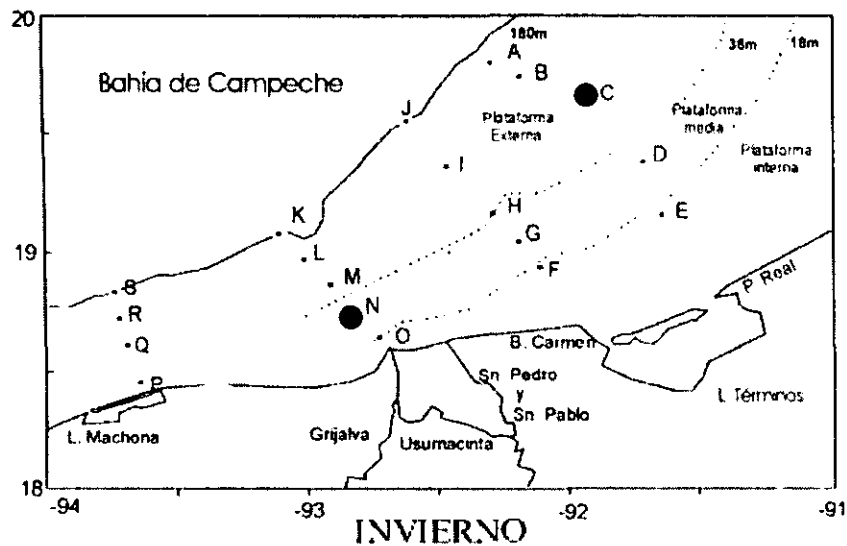 20
180m
A
36m
18m
B
Bahía de Campeche
C
J
Plataforma
Externa
Plataforma
media
D
Plataforma
interna
I
H
E
K
G
19
L
F
M
S
P. Real
R
N
Q
O
B. Carmen
P
Sn Pedro
y
Sn Pablo
L Términos
L. Machona
Grijalva
Usumacinta
18
-94
-93
-92
-91
INVIERNO